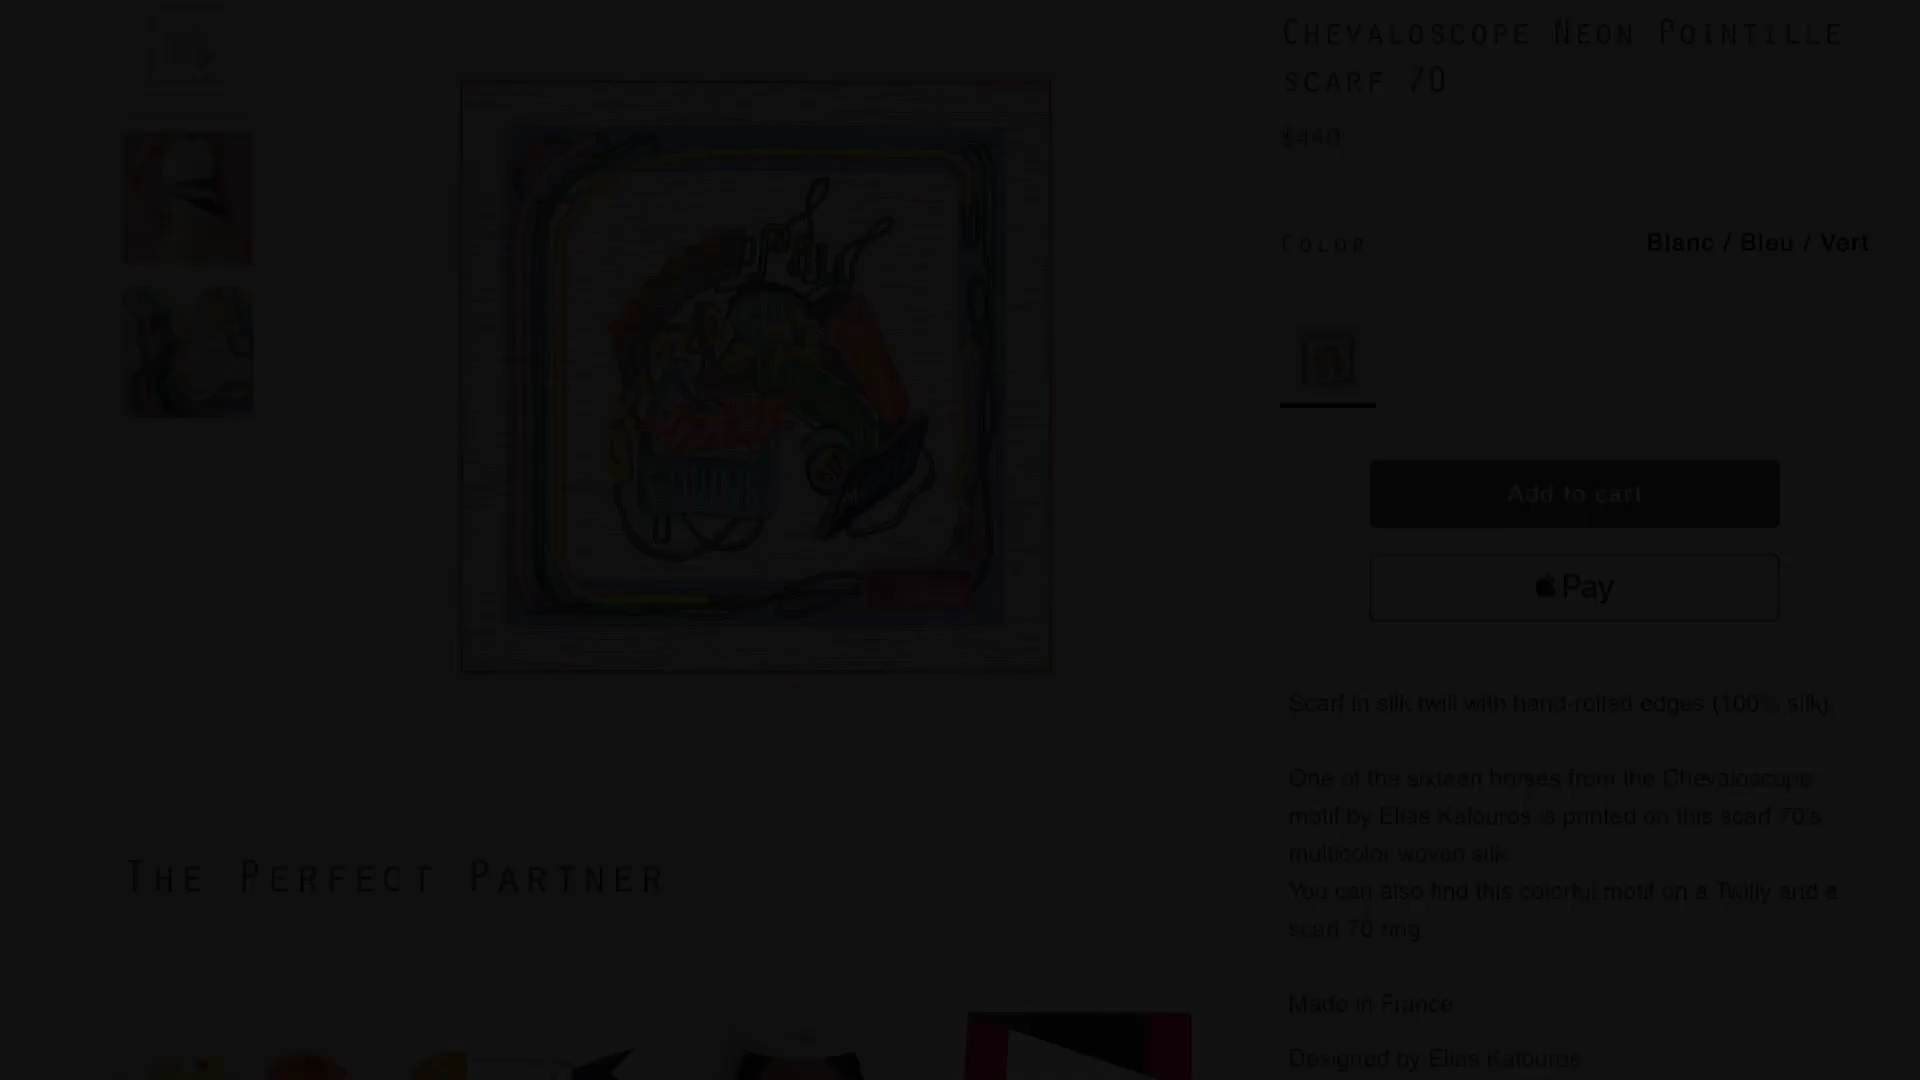 Chevaloscope Neon Pointille
scarf 70
$440
Color
Blanc / Bleu / Vert
Add to cart
Pay
Scarf in silk twill with hand-rolled edges (100% silk).
One of the sixteen horses from the Chevaloscope
motif by Elias Kafouros is printed on this scarf 70's
multicolor woven silk.
You can also find this colorful motif on a Twilly and a
scarf 70 ring.
Made in France
Designed by Elias Kafouros
The Perfect Partner